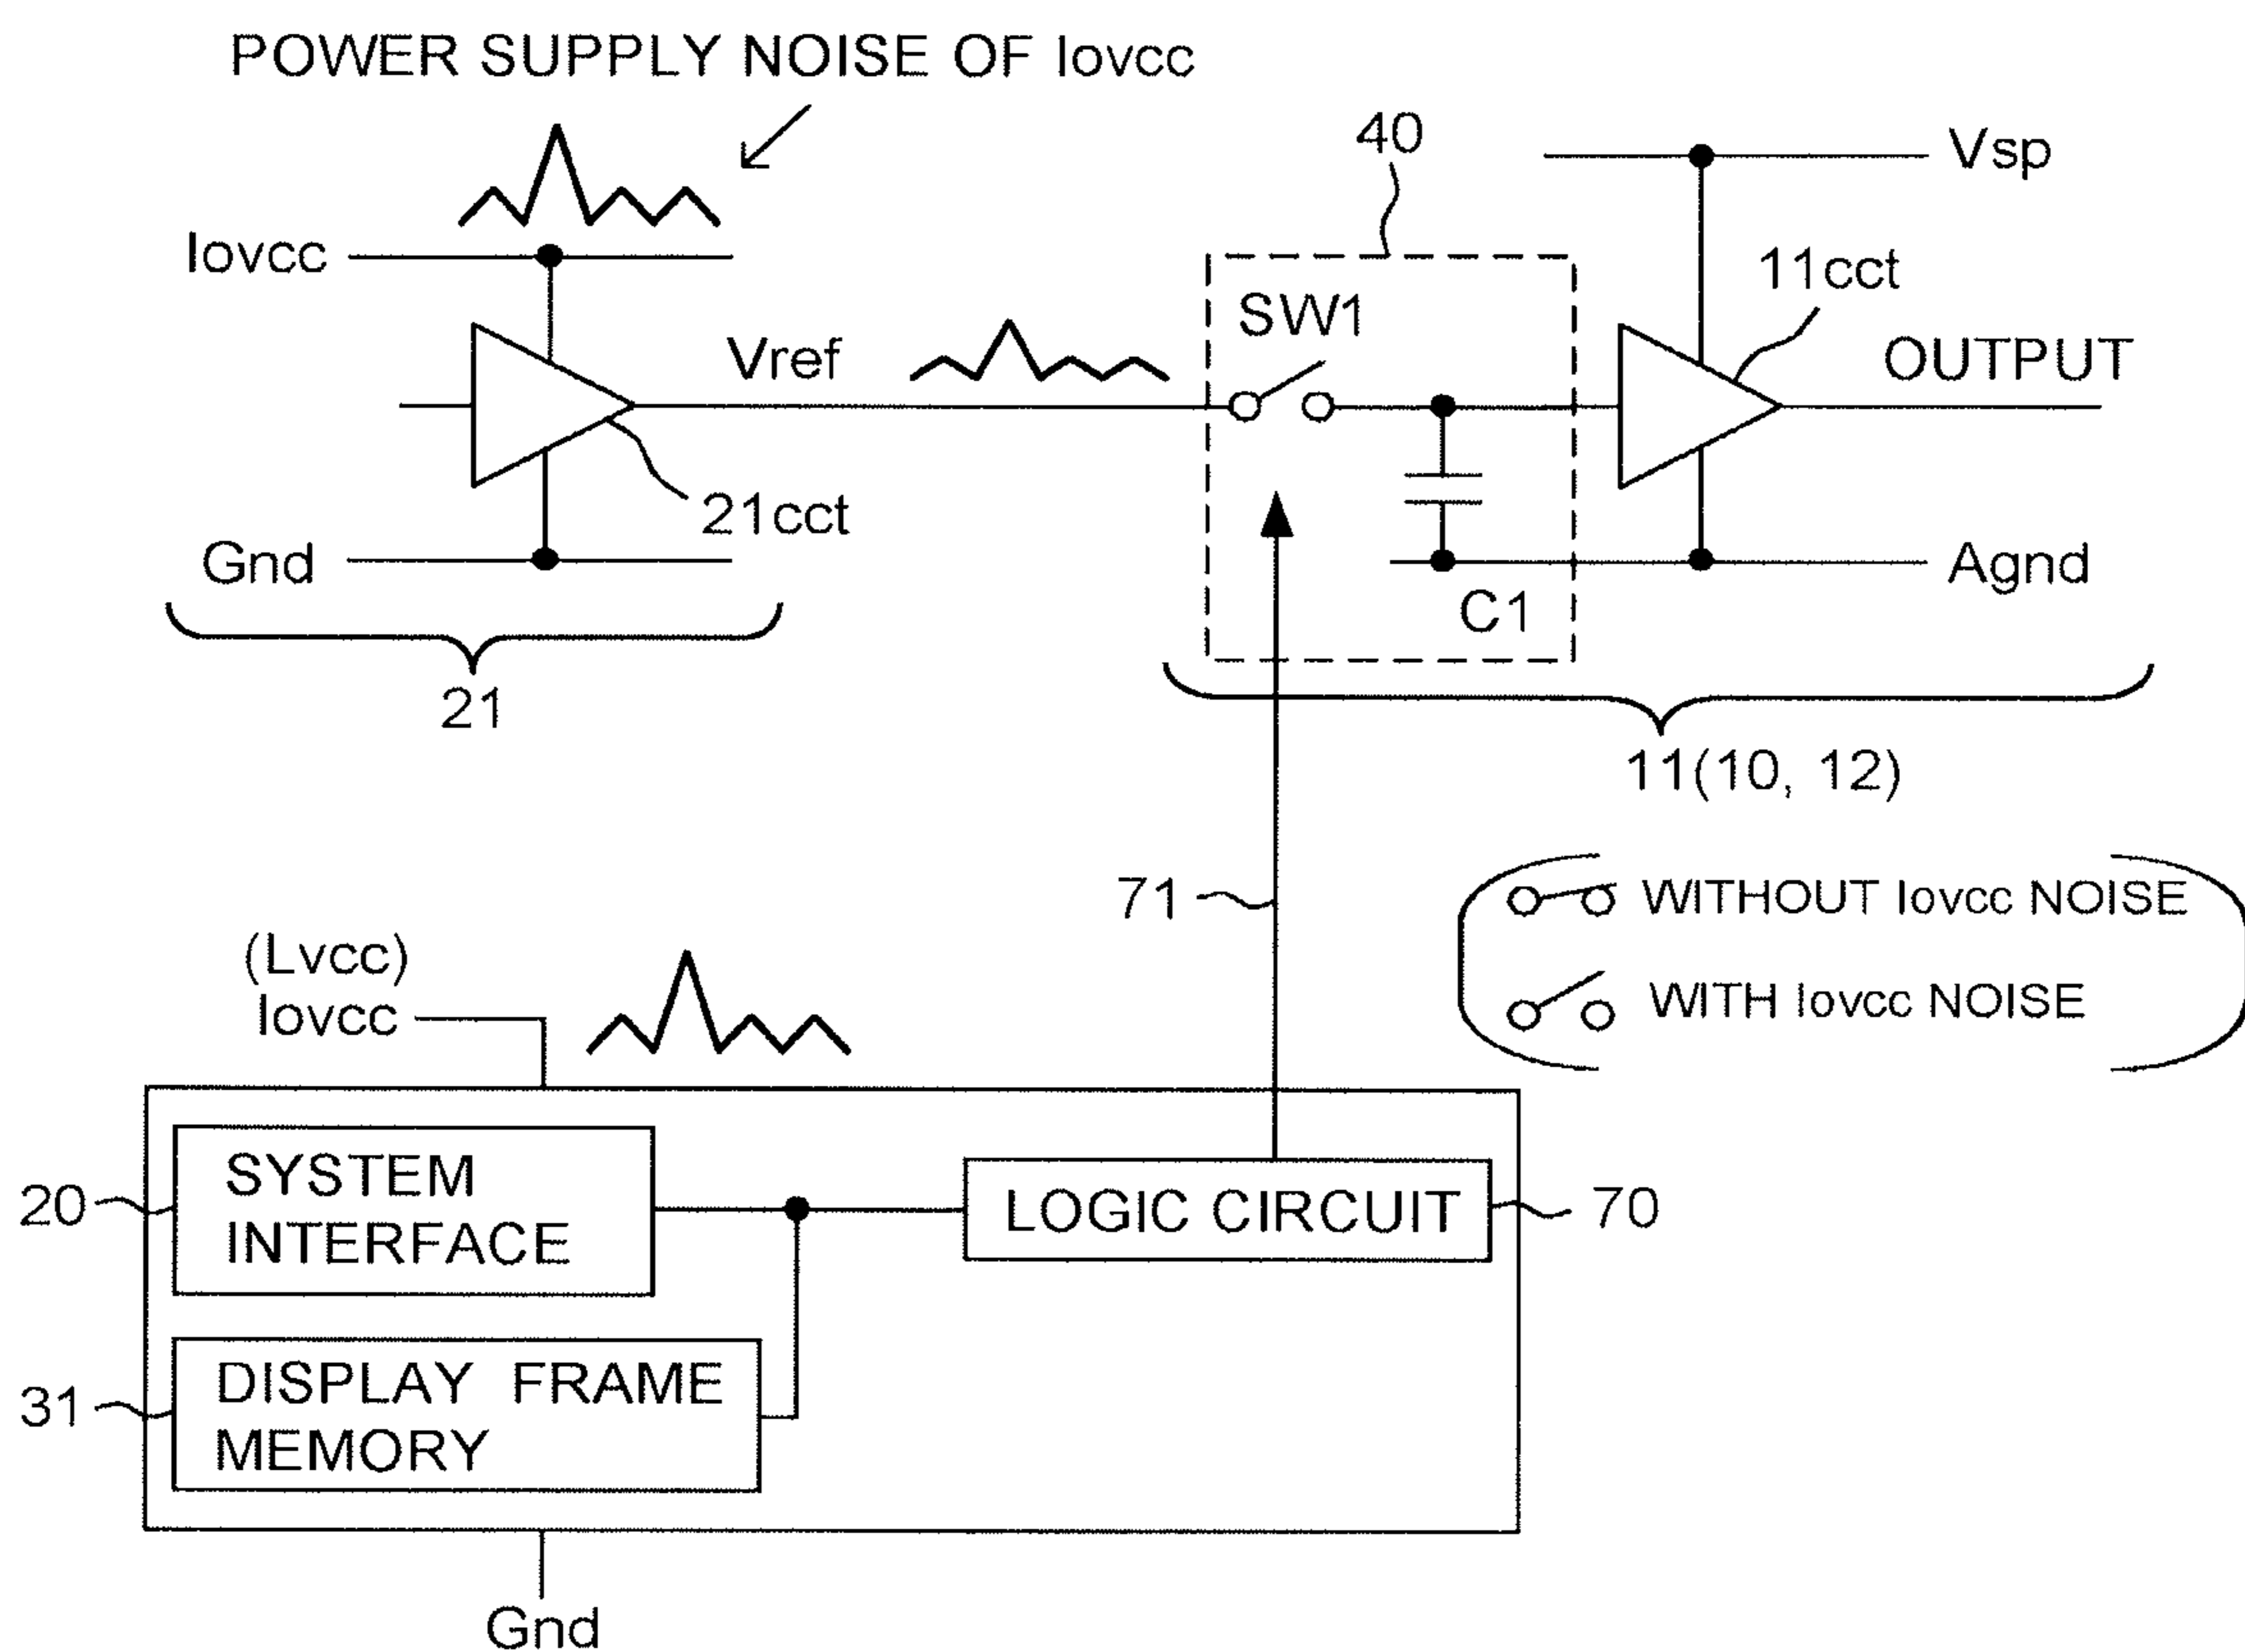 POWER SUPPLY NOISE OF Iovcc
40
Vsp
Iovcc
SW1
11cct
Vref
OUTPUT
21cct
Gnd
Agnd
C1
21
11(10, 12)
71
WITHOUT Iovcc NOISE
WITH Iovcc NOISE
(Lvcc)
Iovcc
20
SYSTEM
INTERFACE
LOGIC CIRCUIT
70
31
DISPLAY FRAME
MEMORY
Gnd